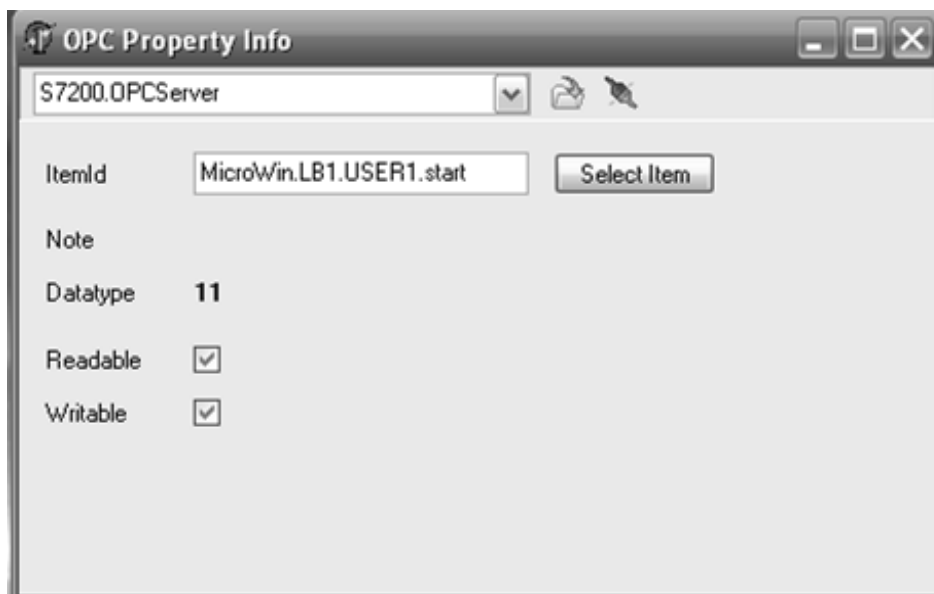 OPC Property Info
S7200.OPCServer
ItemId MicroWin.LB1.USER1.start Select Item
Note
Datatype 11
Readable
Writable